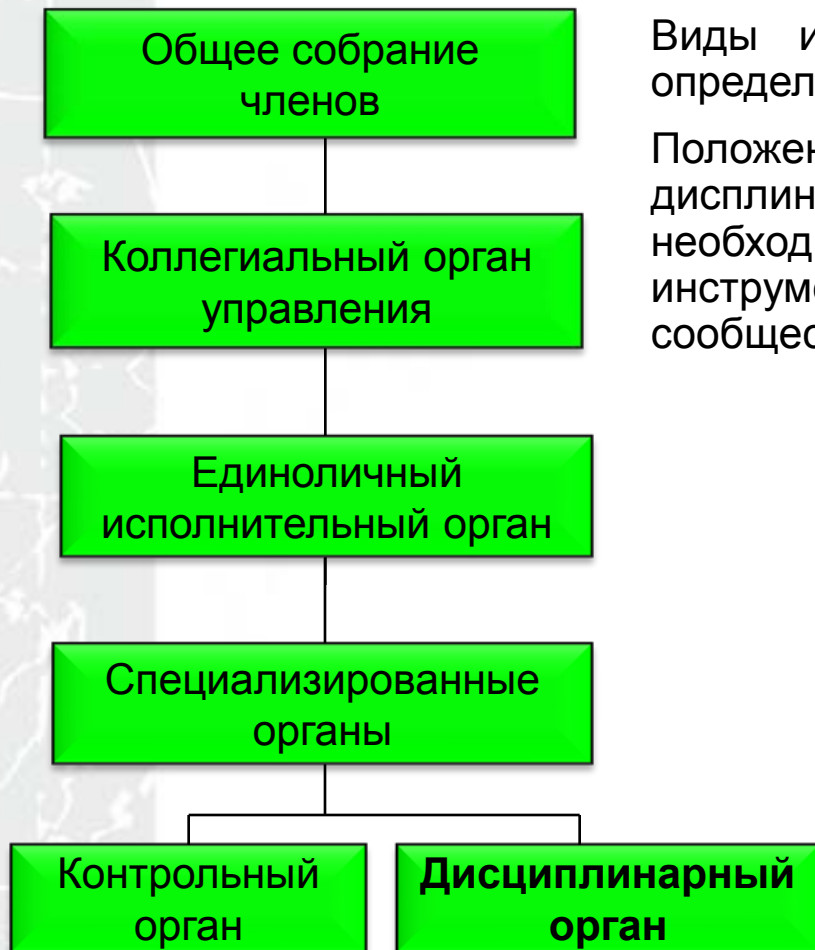 Общее собрание
членов
Коллегиальный орган
управления
Единоличный
исполнительный орган
Специализированные
органы
Контрольный
орган
Дисциплинарный
орган
Виды и
определ
Положен
дисплин
необход
инструм
сообщес